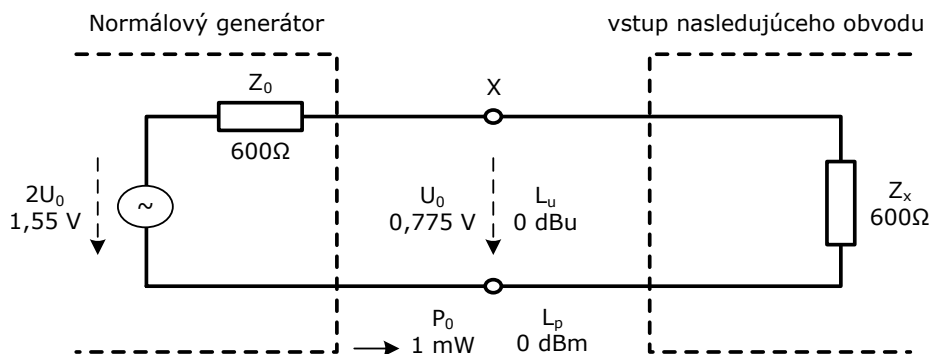 Normálový generátor
vstup nasledujúceho obvodu
Z0
600Ω
X
2U0
1,55 V
~
U0
0,775 V
Lu
0 dBu
Zx
600Ω
P0
1 mW
Lp
0 dBm